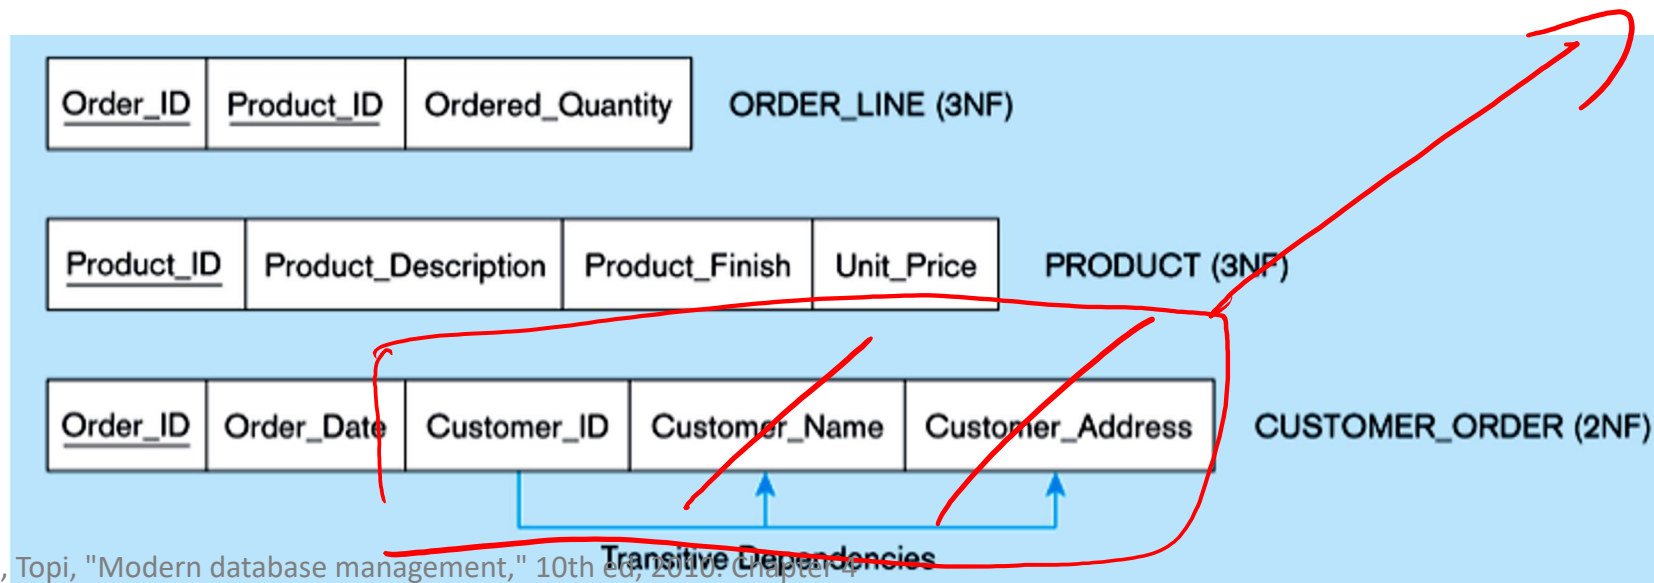 Order_ID Product_ID Ordered_Quantity ORDER_LINE (3NF)
Product_ID Product_Description Product_Finish Unit_Price PRODUCT (3NF)
Order_ID Order_Date Customer_ID Customer_Name Customer_Address CUSTOMER_ORDER (2NF)
Transitive Dependencies
, Topi, "Modern database management," 10th ed, 2010. Chapter 4